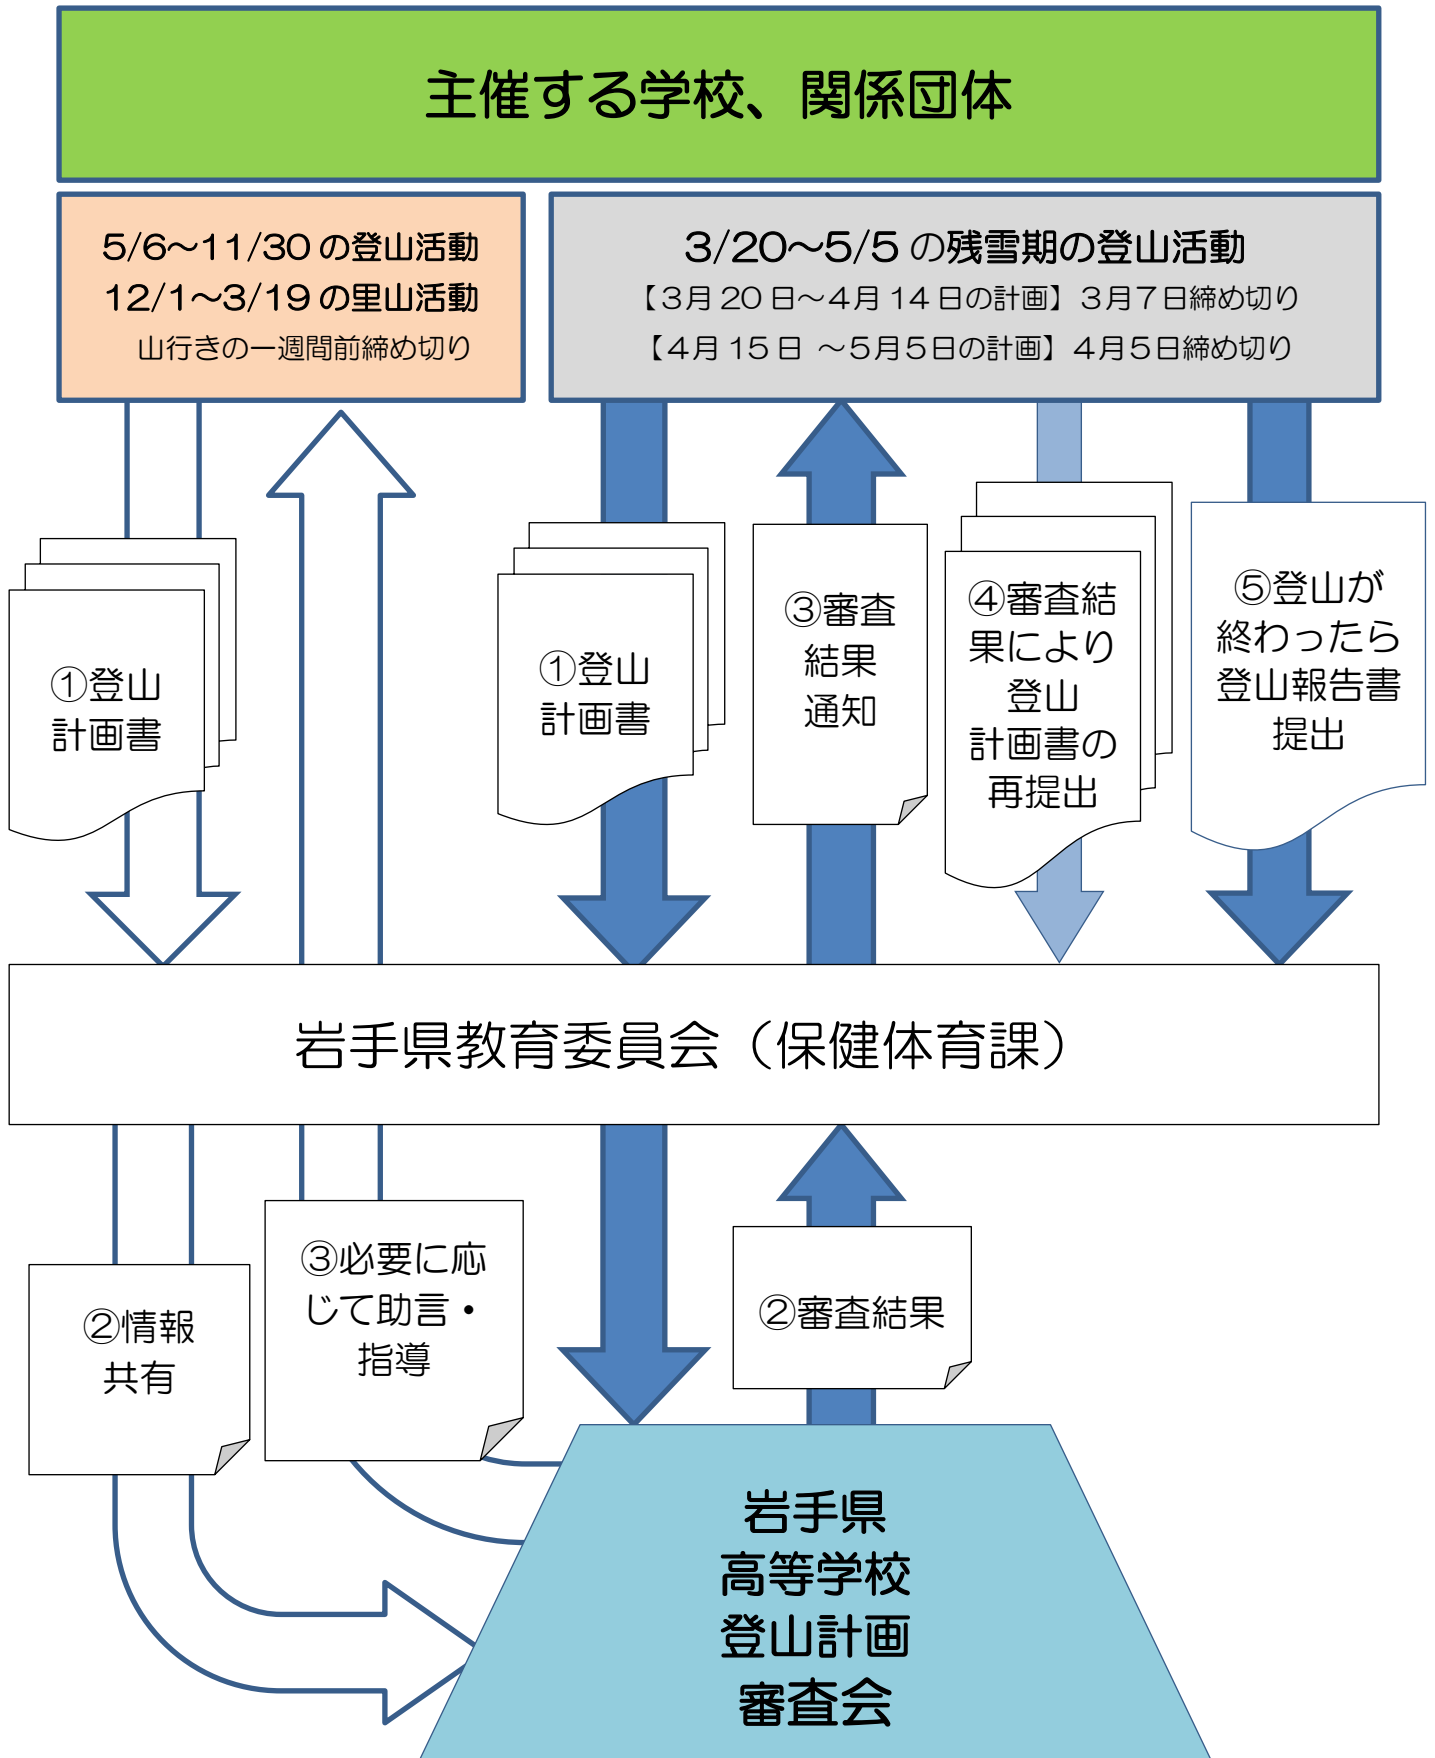 主催する学校、関係団体
5/6～11/30 の登山活動
12/1～3/19 の里山活動
山行きの一週間前締め切り
3/20～5/5 の残雪期の登山活動
【３月 20 日～４月 14 日の計画】３月７日締め切り
【４月 15 日 ～５月５日の計画】４月５日締め切り
①登山
計画書
①登山
計画書
③審査
結果
通知
④審査結
果により
登山
計画書の
再提出
⑤登山が
終わったら
登山報告書
提出
岩手県教育委員会（保健体育課）
②情報
共有
③必要に応
じて助言・
指導
②審査結果
岩手県
高等学校
登山計画
審査会